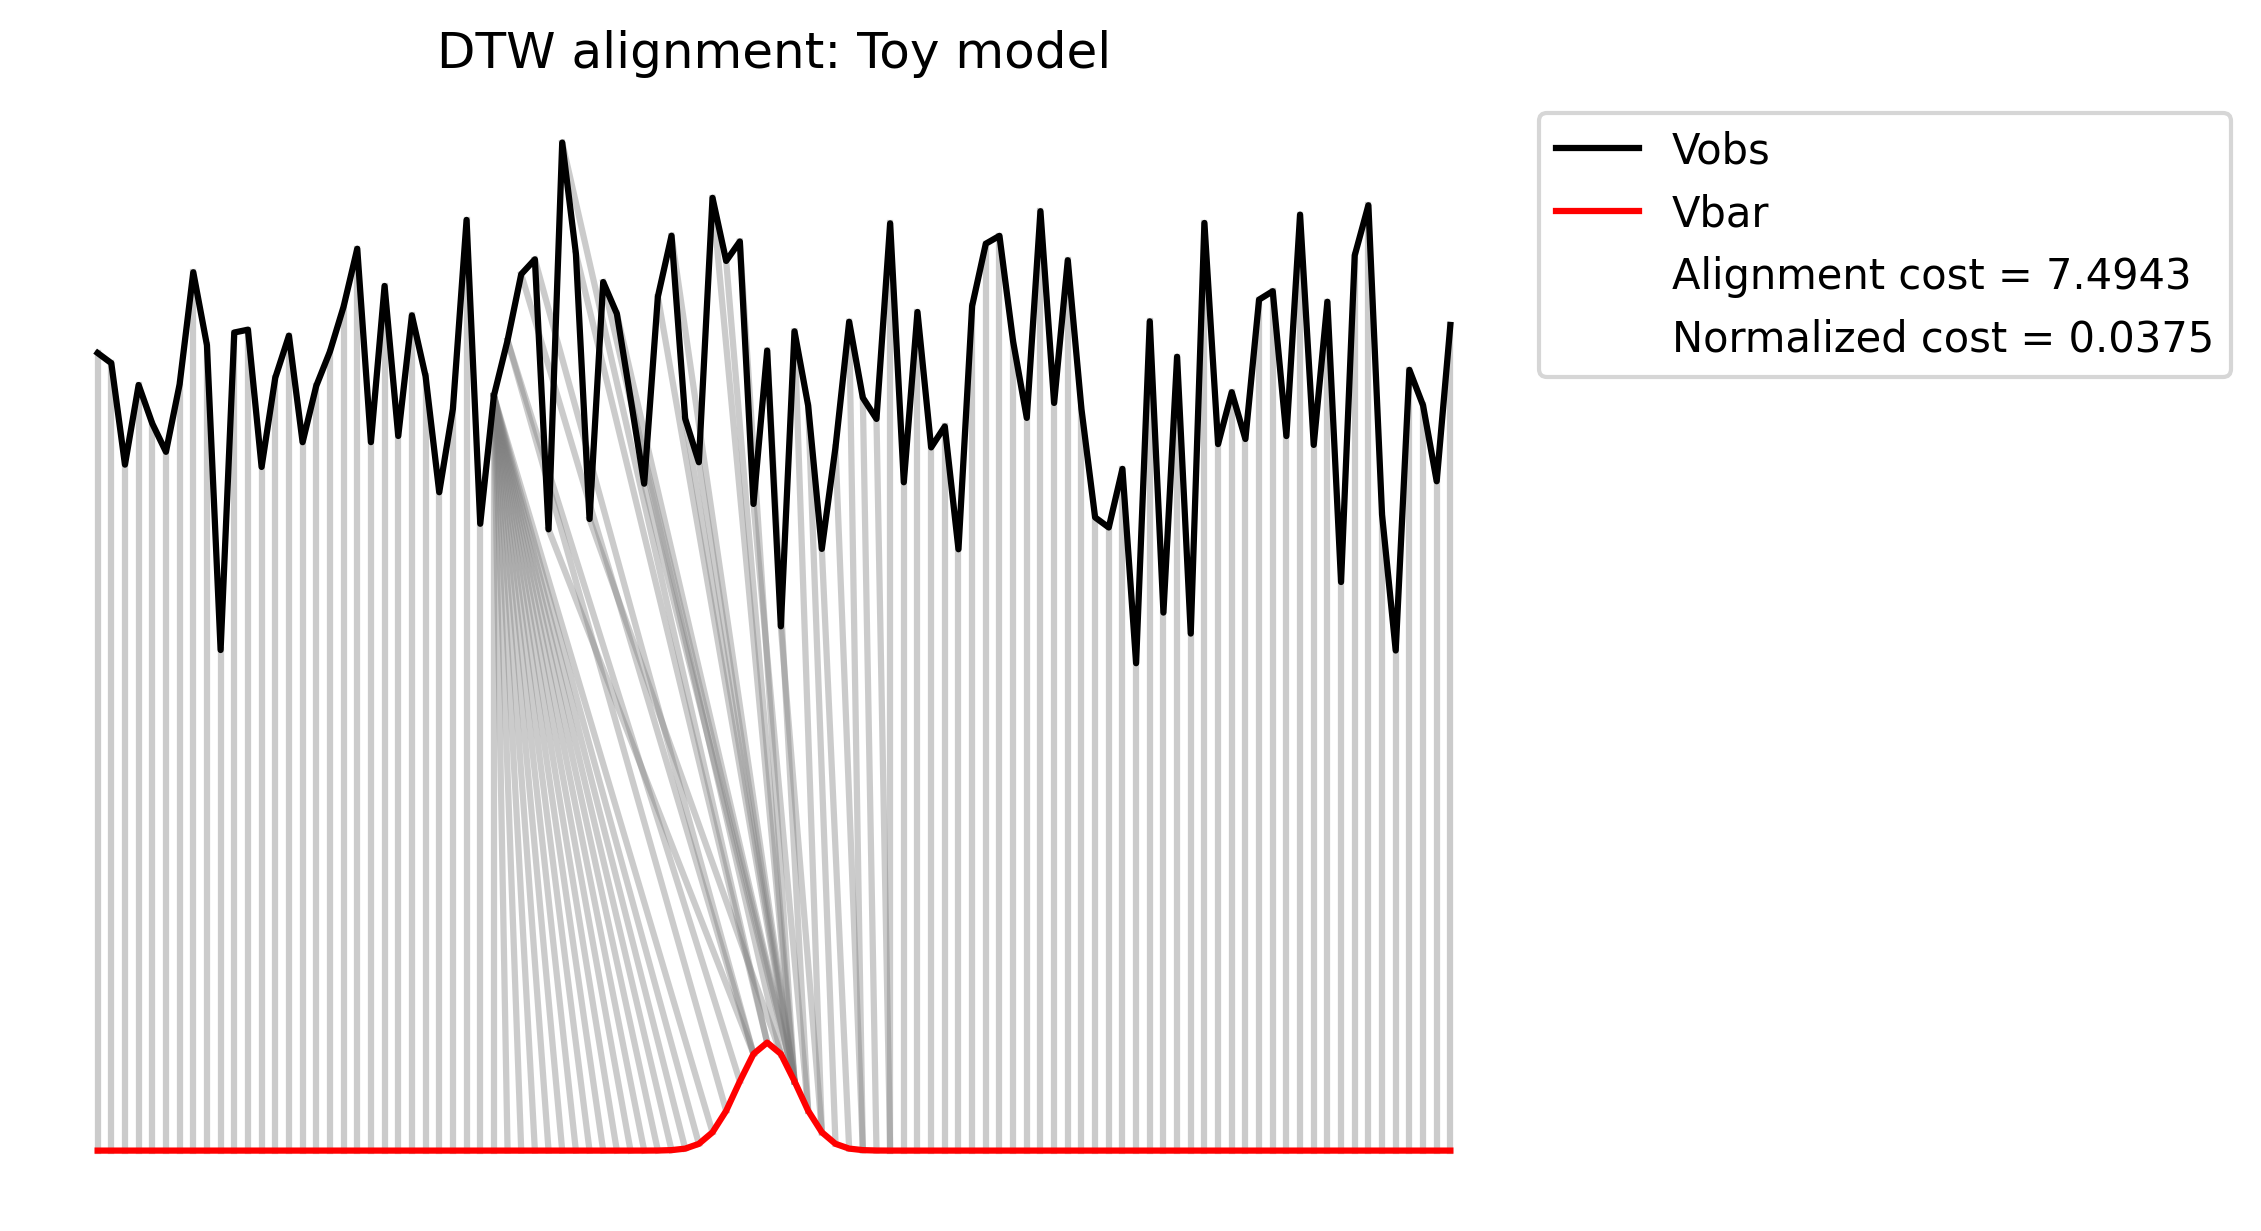 DTW alignment: Toy model
Vobs
Vbar
Alignment cost = 7.4943
Normalized cost = 0.0375